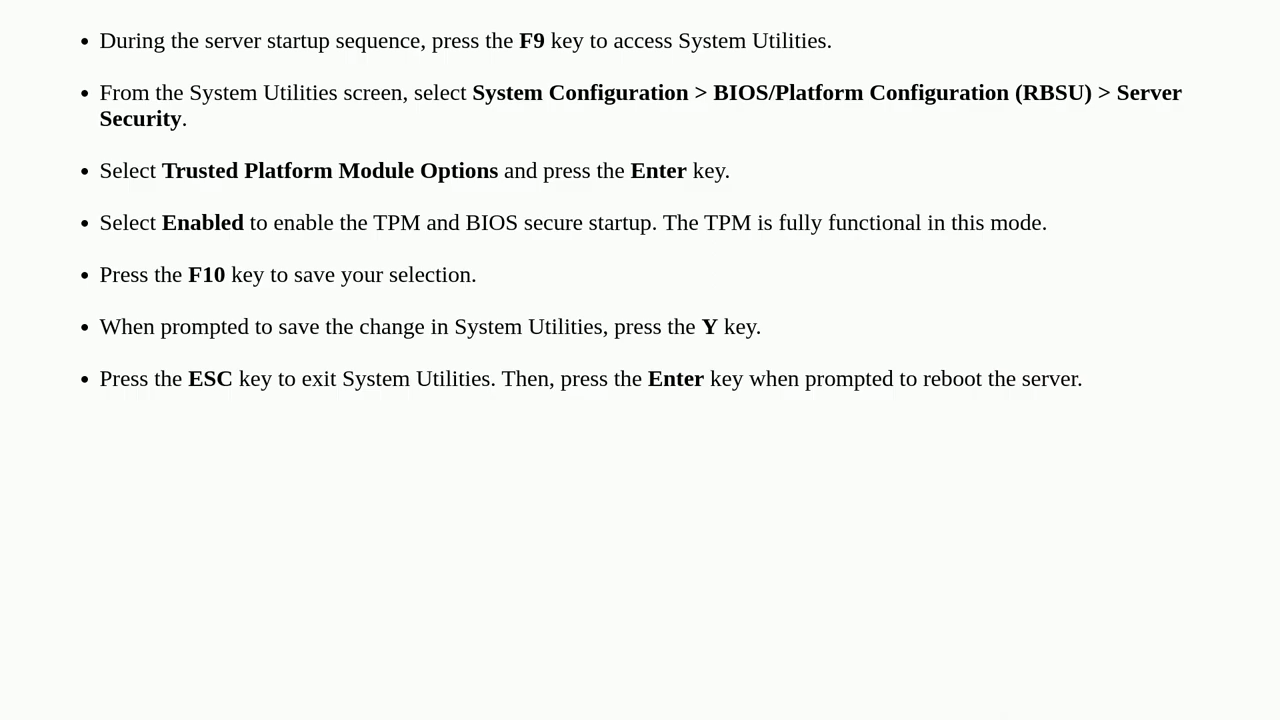 • During the server startup sequence, press the F9 key to access System Utilities.
• From the System Utilities screen, select System Configuration > BIOS/Platform Configuration (RBSU) > Server
Security.
• Select Trusted Platform Module Options and press the Enter key.
• Select Enabled to enable the TPM and BIOS secure startup. The TPM is fully functional in this mode.
• Press the F10 key to save your selection.
• When prompted to save the change in System Utilities, press the Y key.
• Press the ESC key to exit System Utilities. Then, press the Enter key when prompted to reboot the server.